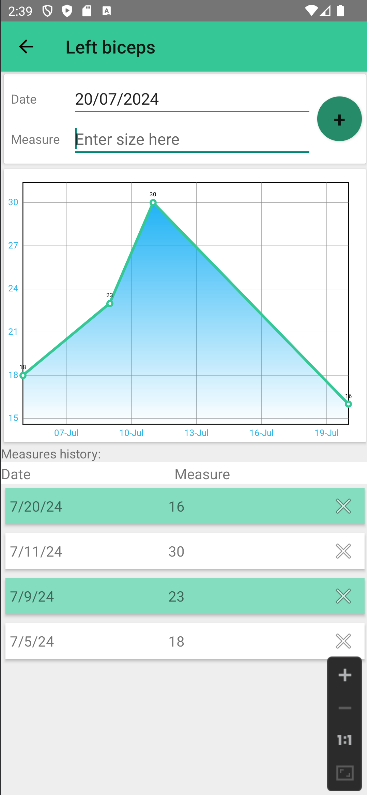 2:39
Left biceps
Date 20/07/2024
+
Measure Enter size here
30
27
24
21
18
15
30
23
18
16
07-Jul 10-Jul 13-Jul 16-Jul 19-Jul
Measures history:
Date Measure
7/20/24 16
7/11/24 30
7/9/24 23
7/5/24 18
1:1